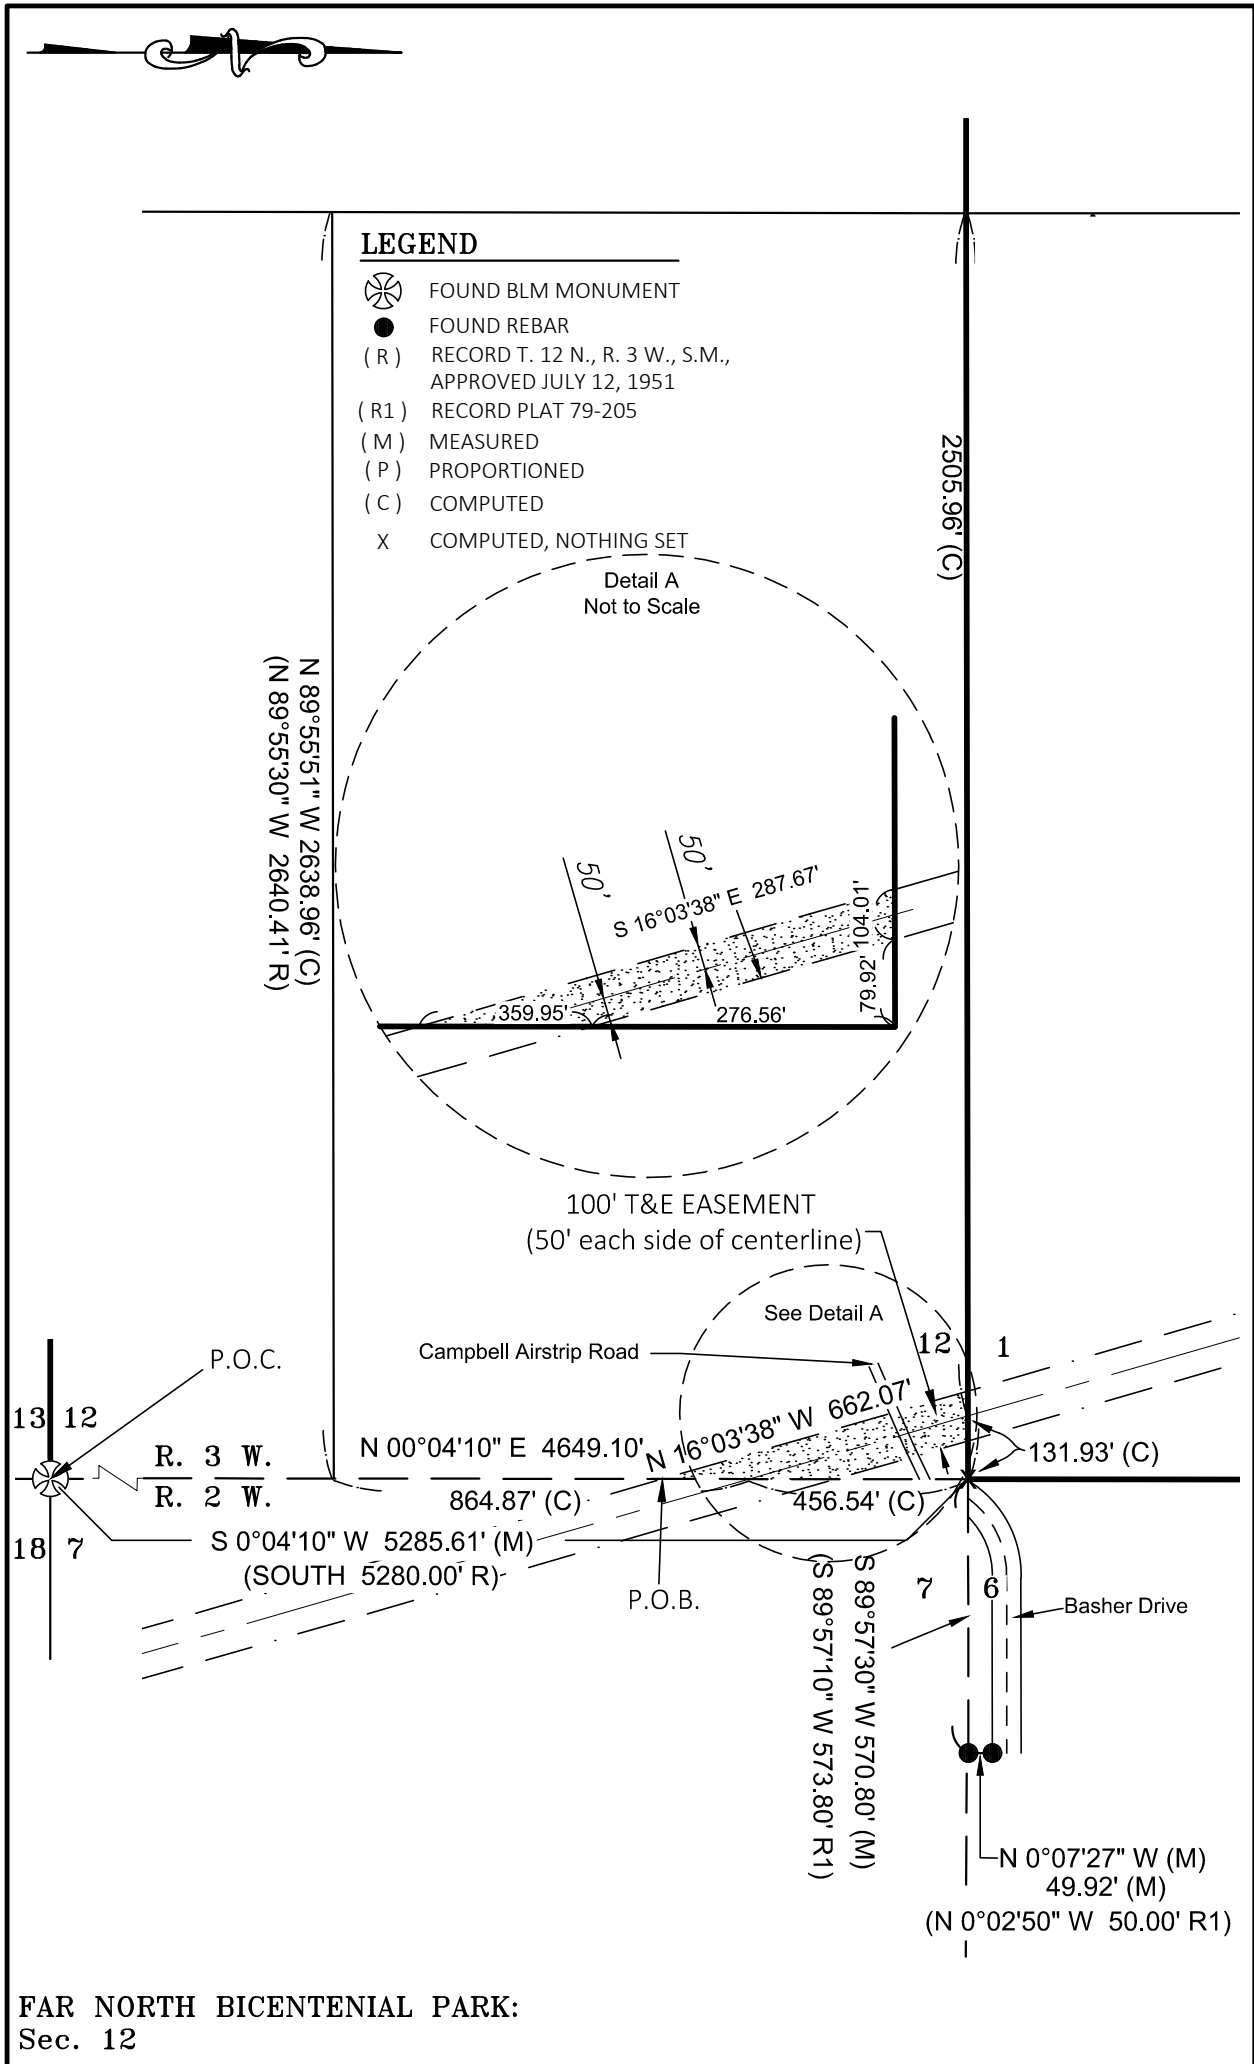 LEGEND
FOUND BLM MONUMENT
FOUND REBAR
( R ) RECORD T. 12 N., R. 3 W., S.M.,
APPROVED JULY 12, 1951
( R1 ) RECORD PLAT 79-205
( M ) MEASURED
( P ) PROPORTIONED
( C ) COMPUTED
X COMPUTED, NOTHING SET
2505.96' (C)
Detail A
Not to Scale
N 89°55'51" W 2638.96' (C)
(N 89°55'30" W 2640.41' R)
50'
50'
S 16°03'38" E 287.67'
104.01'
79.92'
359.95'
276.56'
100' T&E EASEMENT
(50' each side of centerline)
See Detail A
12 1
Campbell Airstrip Road
P.O.C.
13 12
N 16°03'38" W 662.07'
R. 3 W.
N 00°04'10" E 4649.10'
131.93' (C)
R. 2 W.
864.87' (C)
456.54' (C)
18 7
S 0°04'10" W 5285.61' (M)
(SOUTH 5280.00' R)
P.O.B.
7 6
Basher Drive
S 89°57'30" W 570.80' (M)
(S 89°57'10" W 573.80' R1)
N 0°07'27" W (M)
49.92' (M)
(N 0°02'50" W 50.00' R1)
FAR NORTH BICENTENIAL PARK:
Sec. 12